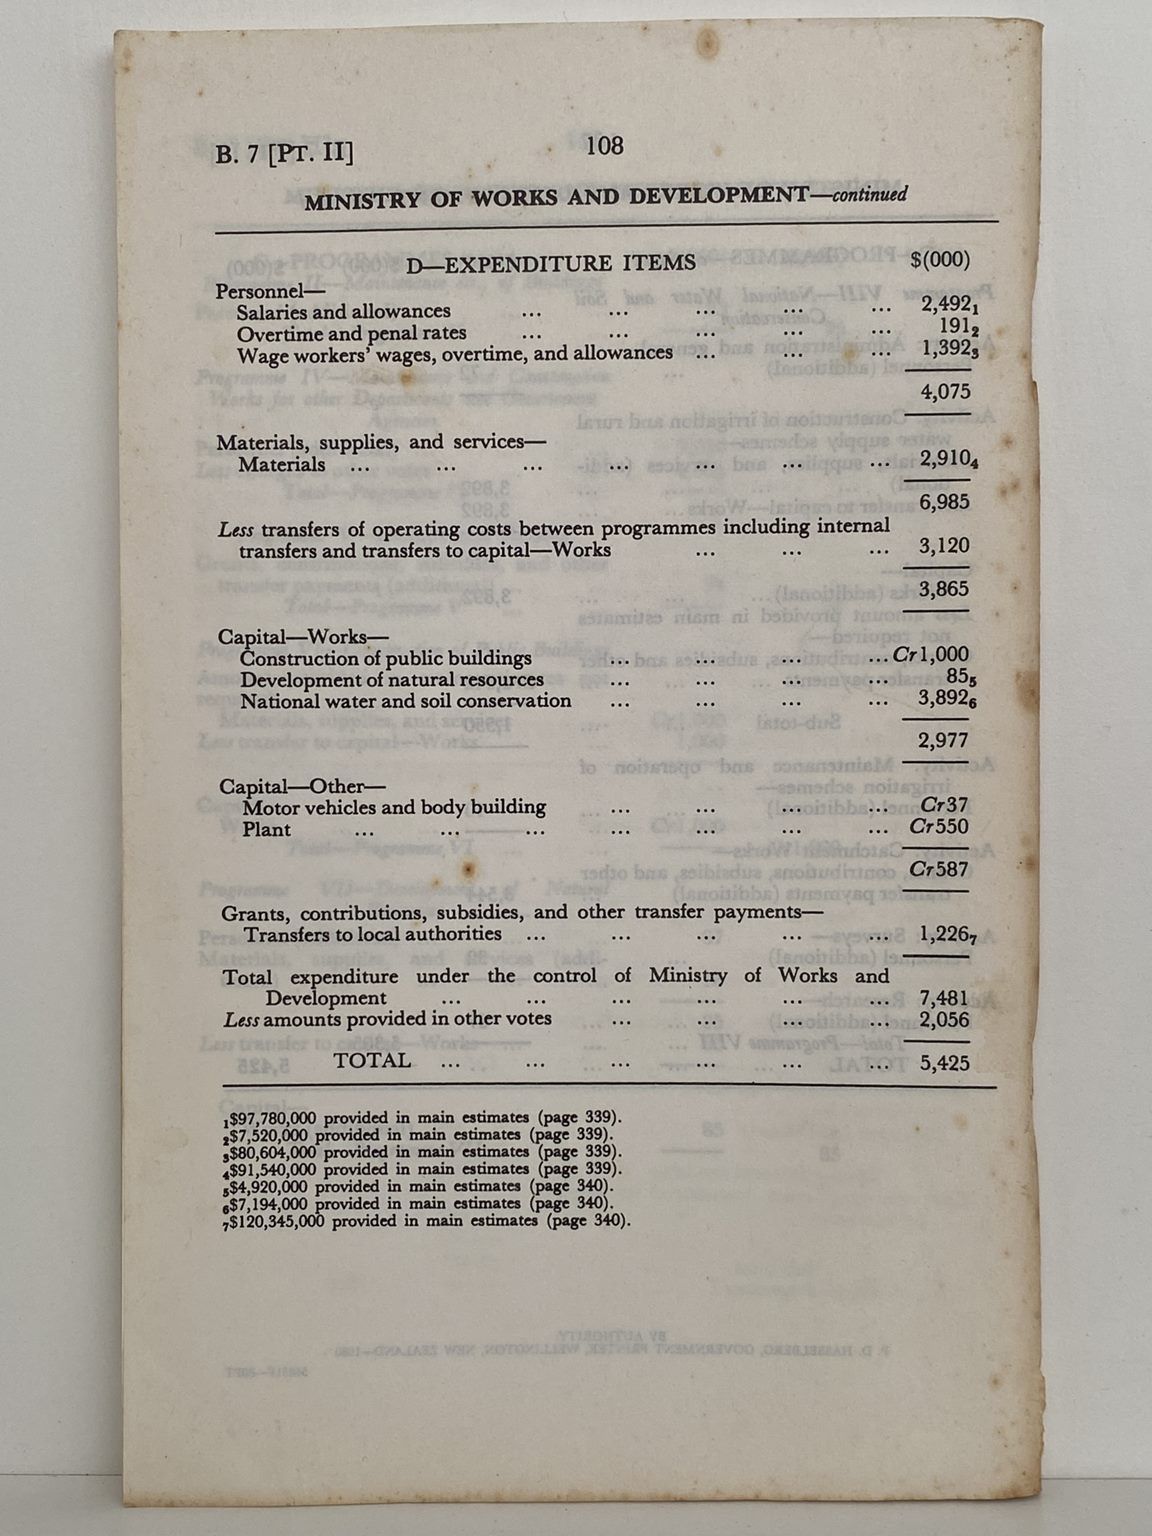 B. 7 [PT. II] 108
MINISTRY OF WORKS AND DEVELOPMENT—continued
D—EXPENDITURE ITEMS $(000)
Personnel—
Salaries and allowances ... ... ... ... ... 2,492₁
Overtime and penal rates ... ... ... ... ... 191₂
Wage workers' wages, overtime, and allowances ... ... ... 1,392₃
4,075
Materials, supplies, and services—
Materials ... ... ... ... ... ... ... 2,910₄
6,985
Less transfers of operating costs between programmes including internal
transfers and transfers to capital—Works ... ... ... 3,120
3,865
Capital—Works—
Construction of public buildings ... ... ... ... Cr1,000
Development of natural resources ... ... ... ... 85₅
National water and soil conservation ... ... ... ... 3,892₆
2,977
Capital—Other—
Motor vehicles and body building ... ... ... ... Cr37
Plant ... ... ... ... ... ... ... Cr550
Cr587
Grants, contributions, subsidies, and other transfer payments—
Transfers to local authorities ... ... ... ... ... 1,226₇
Total expenditure under the control of Ministry of Works and
Development ... ... ... ... ... ... 7,481
Less amounts provided in other votes ... ... ... ... 2,056
TOTAL ... ... ... ... ... ... 5,425
₁$97,780,000 provided in main estimates (page 339).
₂$7,520,000 provided in main estimates (page 339).
₃$80,604,000 provided in main estimates (page 339).
₄$91,540,000 provided in main estimates (page 339).
₅$4,920,000 provided in main estimates (page 340).
₆$7,194,000 provided in main estimates (page 340).
₇$120,345,000 provided in main estimates (page 340).